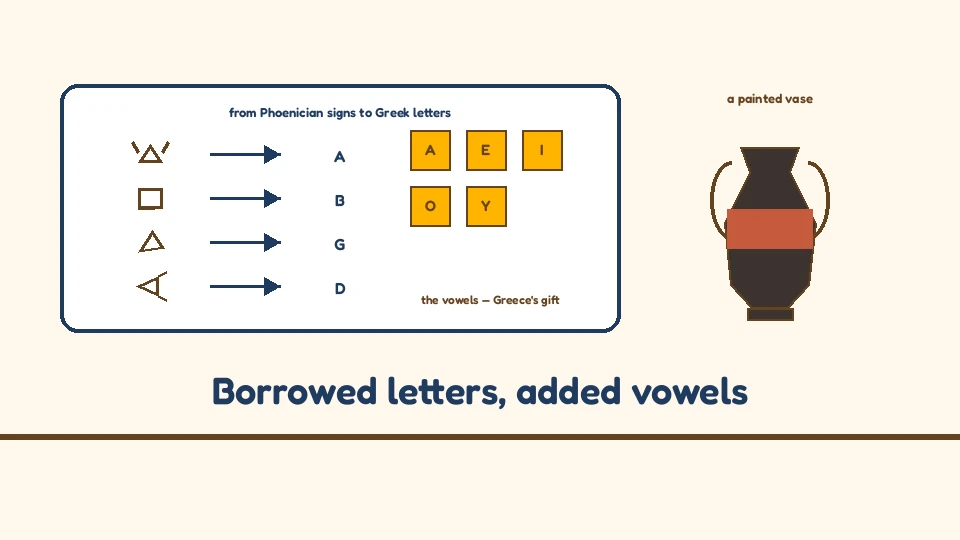 from Phoenician signs to Greek letters
A
B
G
D
A E I
O Y
the vowels — Greece's gift
a painted vase
Borrowed letters, added vowels